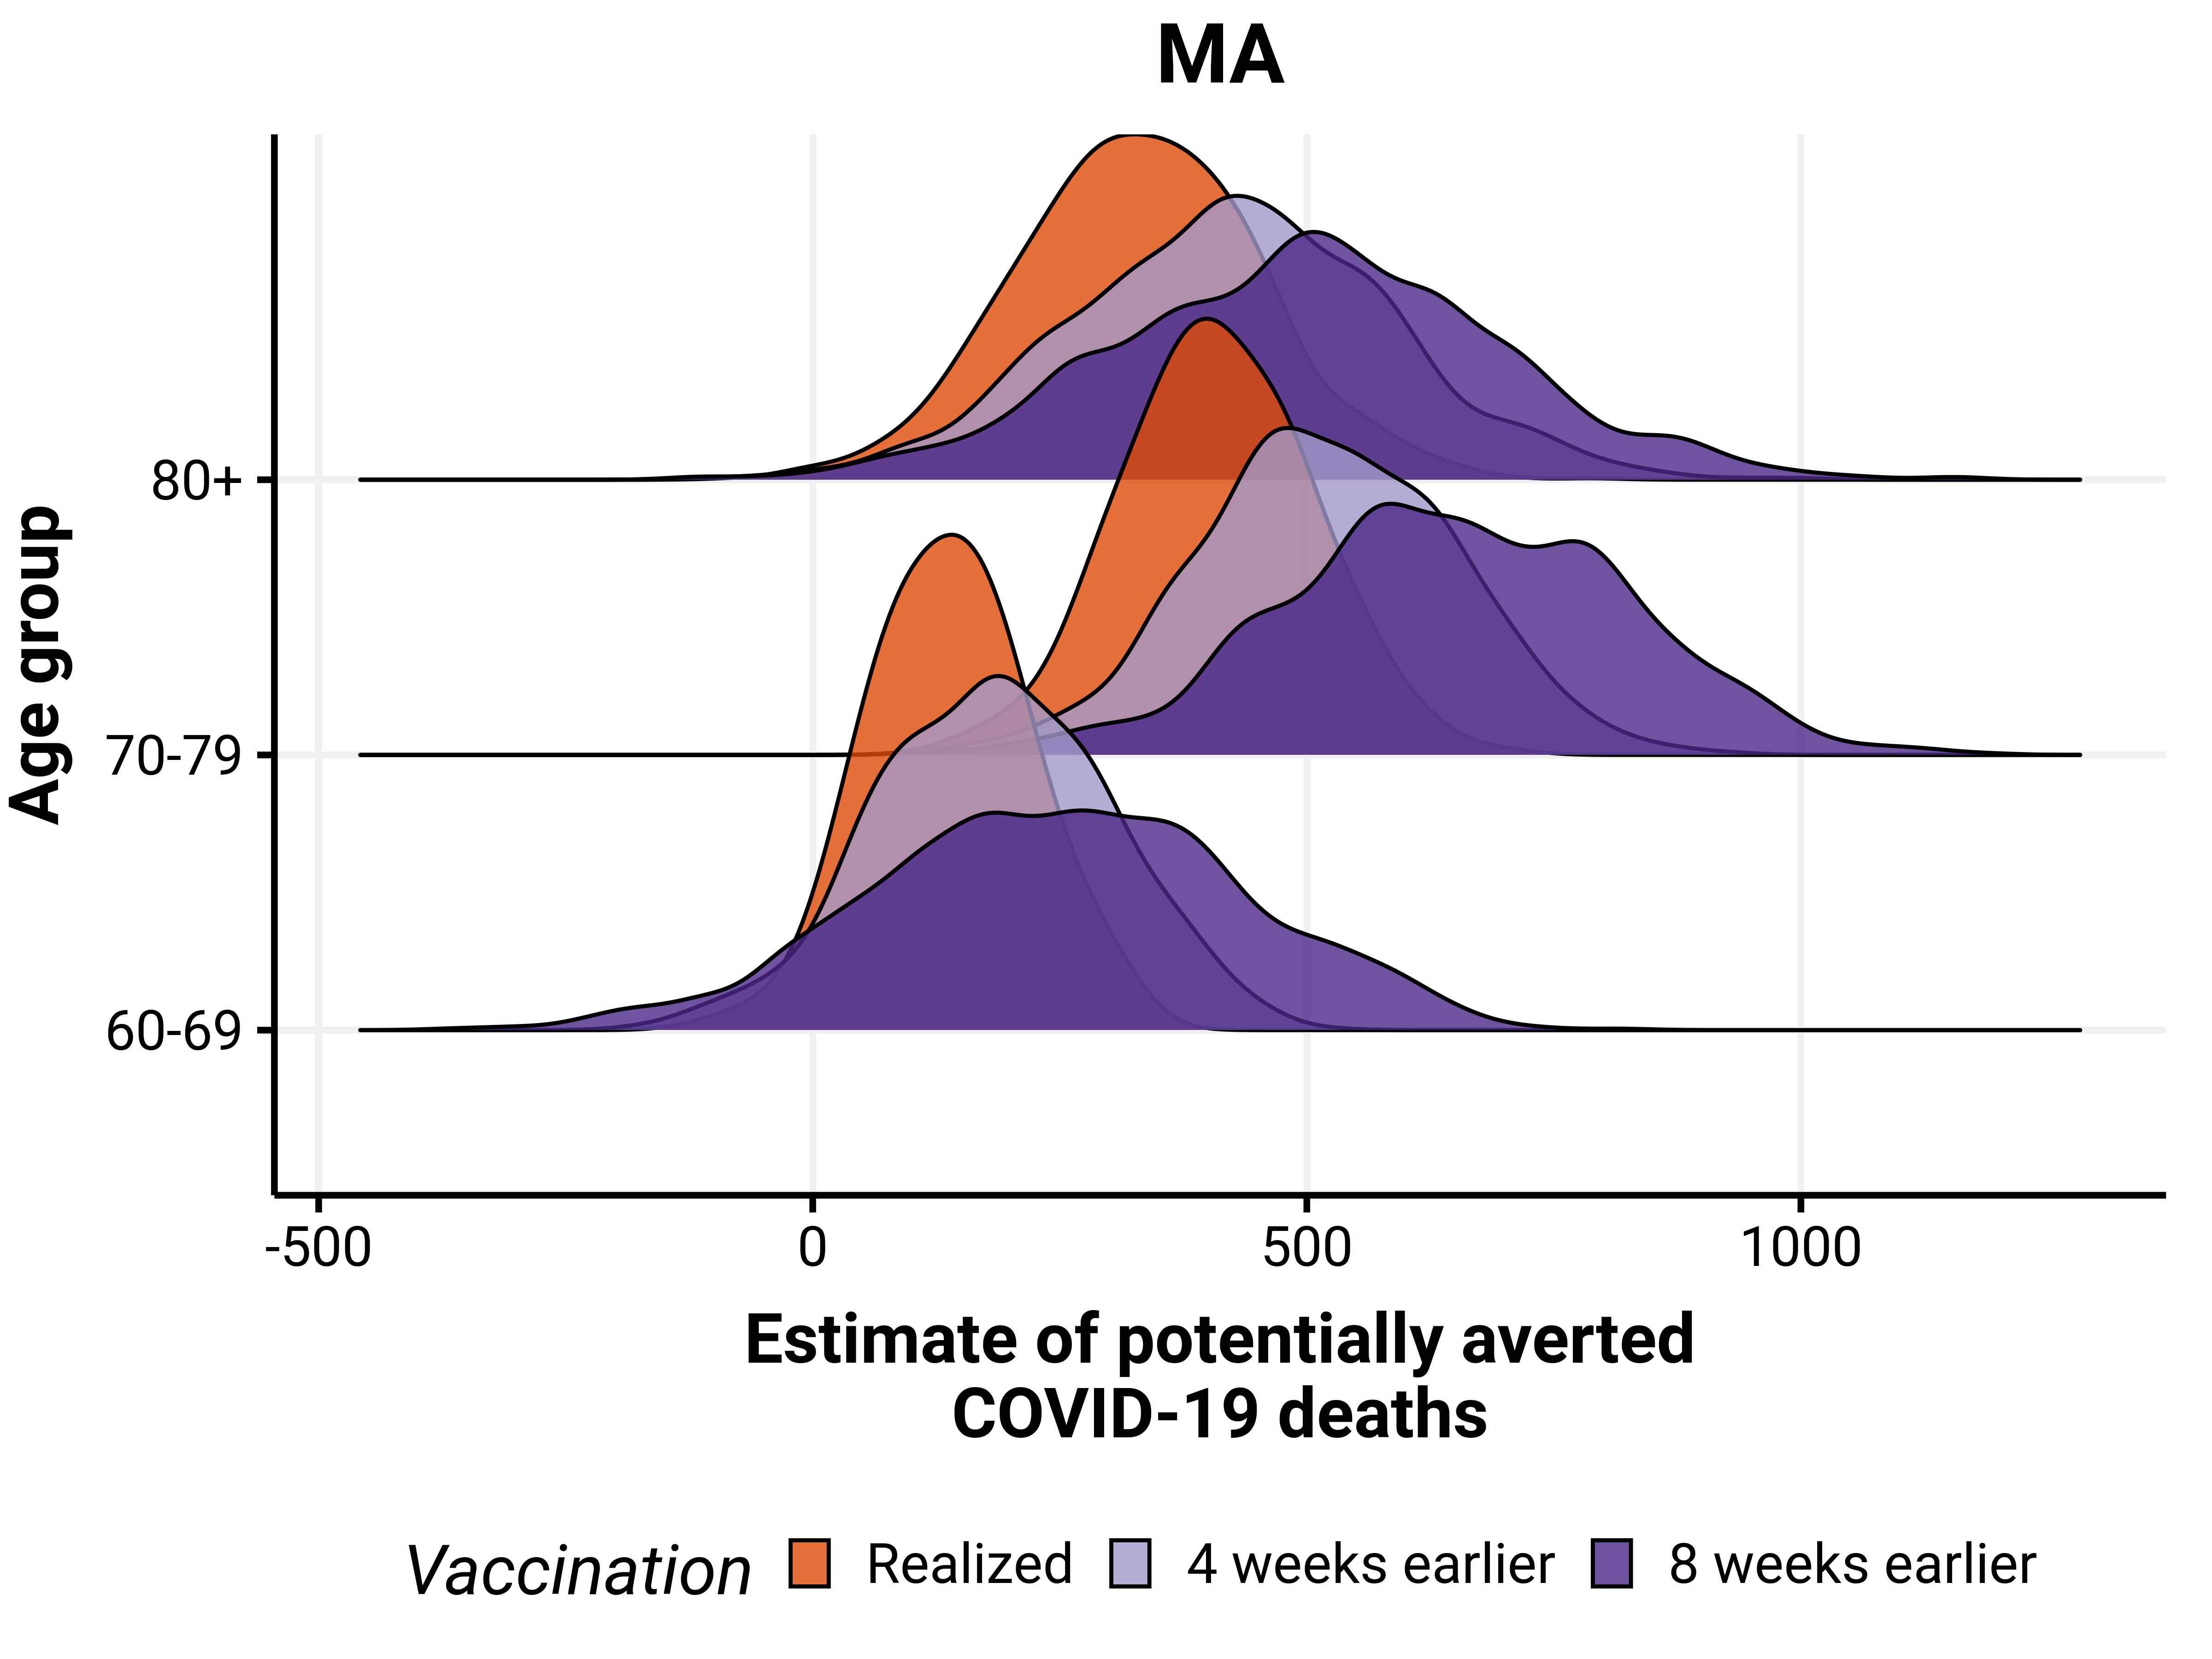 MA
Age group
80+
70-79
60-69
-500 0 500 1000
Estimate of potentially averted
COVID-19 deaths
Vaccination Realized 4 weeks earlier 8 weeks earlier